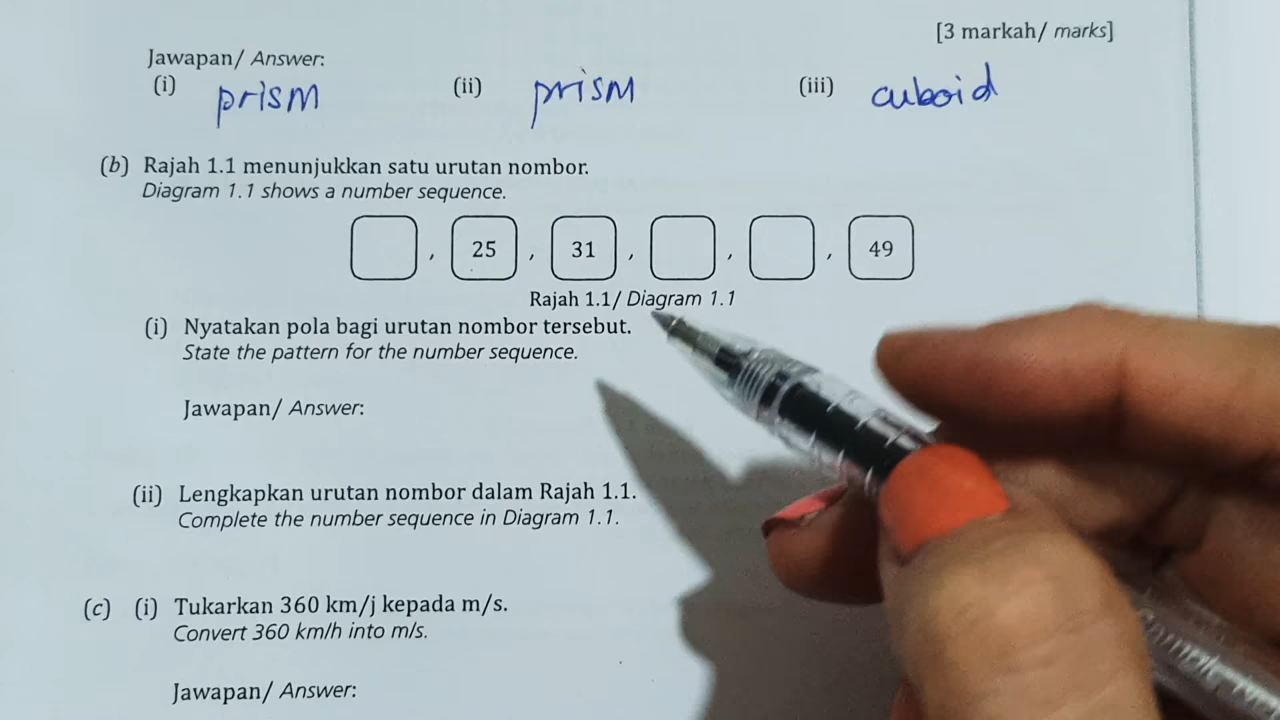 [3 markah/ marks]
Jawapan/ Answer:
(i) prism (ii) prism (iii) cuboid
(b) Rajah 1.1 menunjukkan satu urutan nombor.
Diagram 1.1 shows a number sequence.
, 25 , 31 , , , 49
Rajah 1.1/ Diagram 1.1
(i) Nyatakan pola bagi urutan nombor tersebut.
State the pattern for the number sequence.
Jawapan/ Answer:
(ii) Lengkapkan urutan nombor dalam Rajah 1.1.
Complete the number sequence in Diagram 1.1.
(c) (i) Tukarkan 360 km/j kepada m/s.
Convert 360 km/h into m/s.
Jawapan/ Answer: